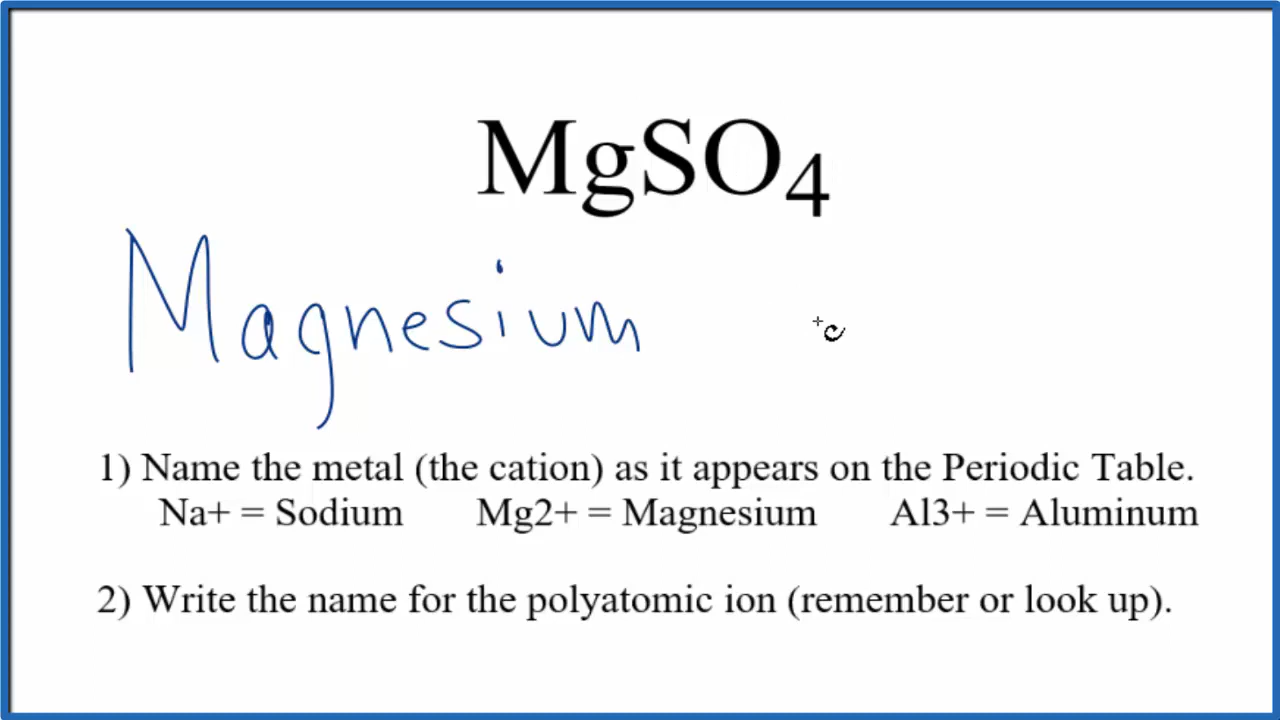 MgSO₄
Magnesium
1) Name the metal (the cation) as it appears on the Periodic Table.
Na+ = Sodium Mg2+ = Magnesium Al3+ = Aluminum
2) Write the name for the polyatomic ion (remember or look up).